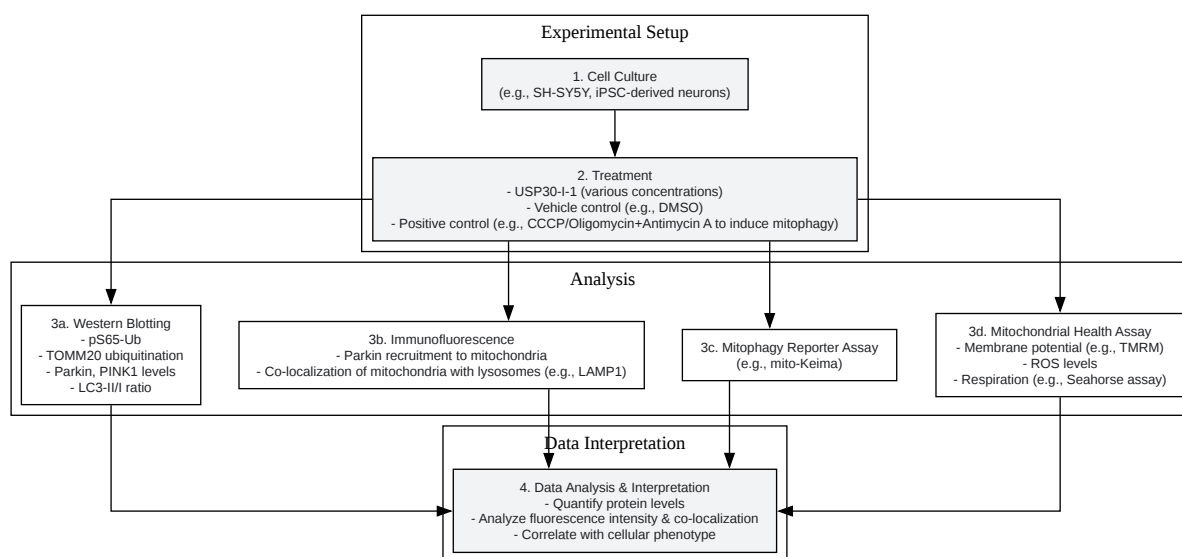 Experimental Setup
1. Cell Culture
(e.g., SH-SY5Y, iPSC-derived neurons)
2. Treatment
- USP30-I-1 (various concentrations)
- Vehicle control (e.g., DMSO)
- Positive control (e.g., CCCP/Oligomycin+Antimycin A to induce mitophagy)
Analysis
3a. Western Blotting
- pS65-Ub
- TOMM20 ubiquitination
- Parkin, PINK1 levels
- LC3-II/I ratio
3b. Immunofluorescence
- Parkin recruitment to mitochondria
- Co-localization of mitochondria with lysosomes (e.g., LAMP1)
3c. Mitophagy Reporter Assay
(e.g., mito-Keima)
3d. Mitochondrial Health Assay
- Membrane potential (e.g., TMRM)
- ROS levels
- Respiration (e.g., Seahorse assay)
Data Interpretation
4. Data Analysis & Interpretation
- Quantify protein levels
- Analyze fluorescence intensity & co-localization
- Correlate with cellular phenotype